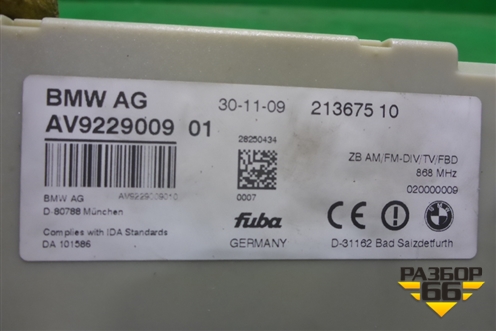 BMW AG
30-11-09
213675 10
AV9229009 01
28250434
ZB AM/FM-DIV/TV/FBD
868 MHz
020000009
BMW AG
AV9229009010
0007
D-80788 München
fuba
Complies with IDA Standards
DA 101586
GERMANY
D-31162 Bad Salzdetfurth
РАЗБОР
66